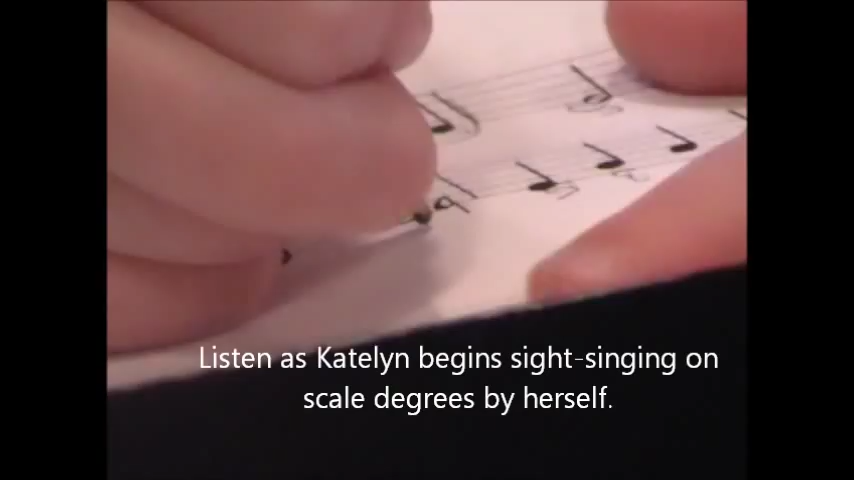 Listen as Katelyn begins sight-singing on
scale degrees by herself.